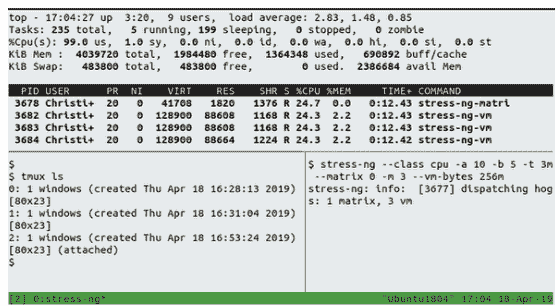 top - 17:04:27 up  3:20,  9 users,  load average: 2.83, 1.48, 0.85
Tasks: 235 total,   5 running, 199 sleeping,   0 stopped,   0 zombie
%Cpu(s): 99.0 us,  1.0 sy,  0.0 ni,  0.0 id,  0.0 wa,  0.0 hi,  0.0 si,  0.0 st
KiB Mem :  4039720 total,  1984480 free,  1364348 used,   690892 buff/cache
KiB Swap:   483800 total,   483800 free,        0 used.  2386684 avail Mem
PID USER      PR  NI    VIRT    RES    SHR S %CPU %MEM     TIME+ COMMAND
3678 Christi+  20   0   41708   1820   1376 R 24.7  0.0   0:12.43 stress-ng-matri
3682 Christi+  20   0  128900  88608   1168 R 24.3  2.2   0:12.42 stress-ng-vm
3683 Christi+  20   0  128900  88608   1168 R 24.3  2.2   0:12.42 stress-ng-vm
3684 Christi+  20   0  128900  88664   1224 R 24.3  2.2   0:12.42 stress-ng-vm
$
$ tmux ls
0: 1 windows (created Thu Apr 18 16:28:13 2019)
[80x23]
1: 1 windows (created Thu Apr 18 16:31:04 2019)
[80x23]
2: 1 windows (created Thu Apr 18 16:53:24 2019)
[80x23] (attached)
$
$ stress-ng --class cpu -a 10 -b 5 -t 3m
--matrix 0 -m 3 --vm-bytes 256m
stress-ng: info:  [3677] dispatching hog
s: 1 matrix, 3 vm
[2] 0:stress-ng* "Ubuntu1804" 17:04 18-Apr-19